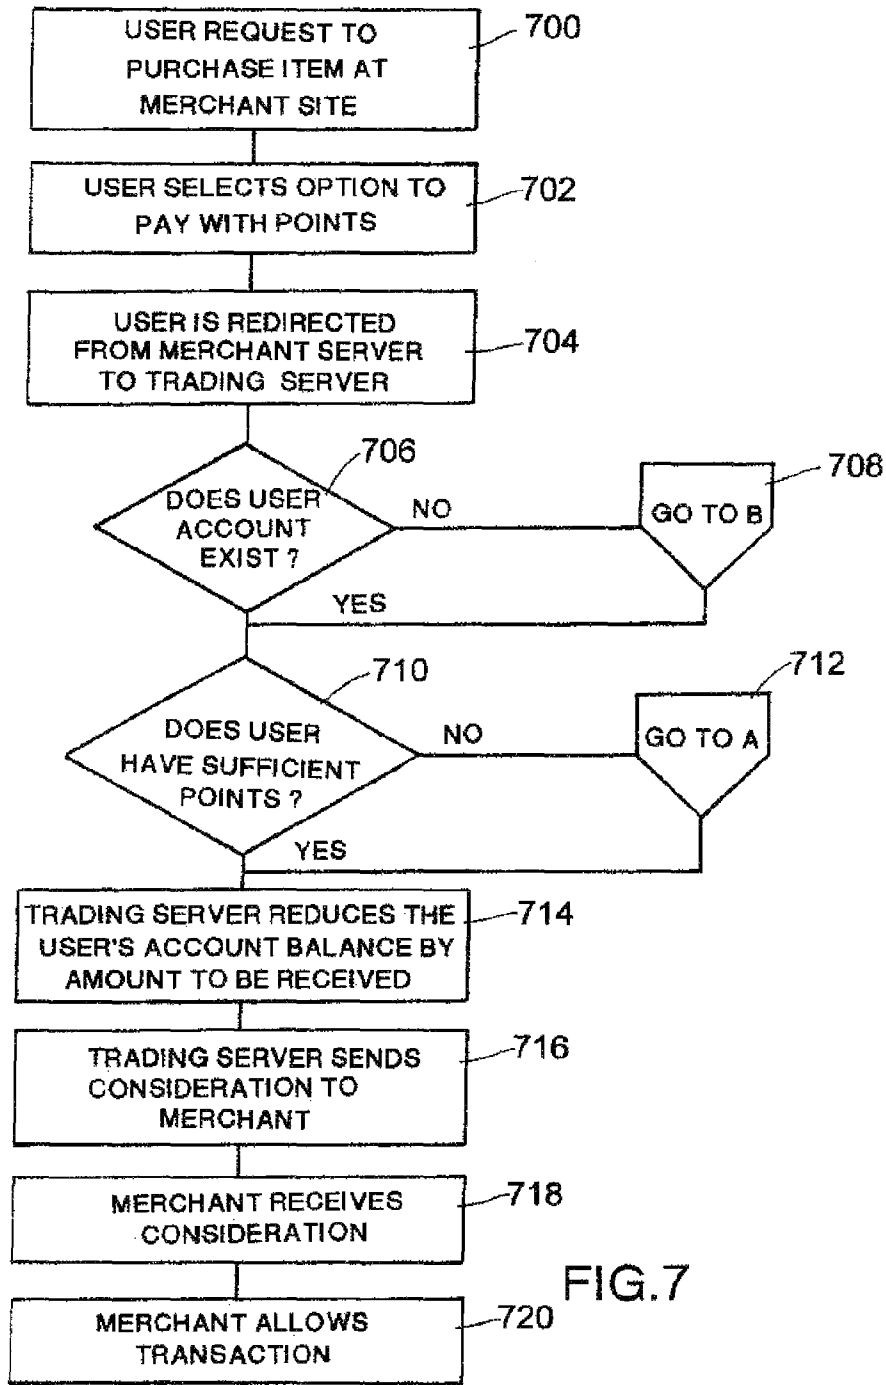 USER REQUEST TO
PURCHASE ITEM AT
MERCHANT SITE
700
USER SELECTS OPTION TO
PAY WITH POINTS
702
USER IS REDIRECTED
FROM MERCHANT SERVER
TO TRADING SERVER
704
DOES USER
ACCOUNT
EXIST ?
706
NO
GO TO B
708
YES
DOES USER
HAVE SUFFICIENT
POINTS ?
710
NO
GO TO A
712
YES
TRADING SERVER REDUCES THE
USER'S ACCOUNT BALANCE BY
AMOUNT TO BE RECEIVED
714
TRADING SERVER SENDS
CONSIDERATION TO
MERCHANT
716
MERCHANT RECEIVES
CONSIDERATION
718
MERCHANT ALLOWS
TRANSACTION
720
FIG.7